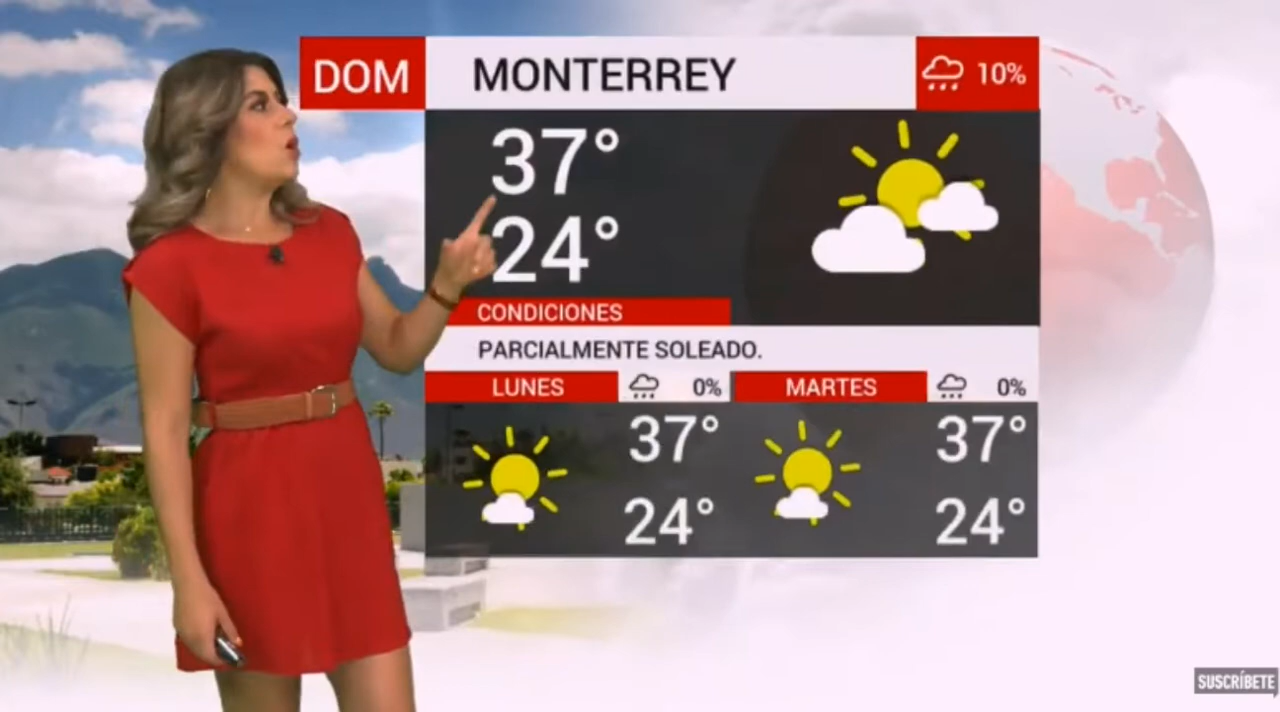 DOM
MONTERREY
10%
37°
24°
CONDICIONES
PARCIALMENTE SOLEADO.
LUNES 0% MARTES 0%
37° 37°
24° 24°
SUSCRÍBETE